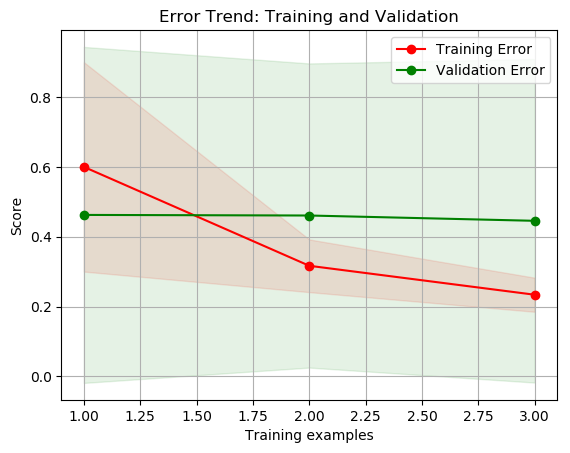 Error Trend: Training and Validation
Training Error
Validation Error
Score
0.8
0.6
0.4
0.2
0.0
1.00 1.25 1.50 1.75 2.00 2.25 2.50 2.75 3.00
Training examples